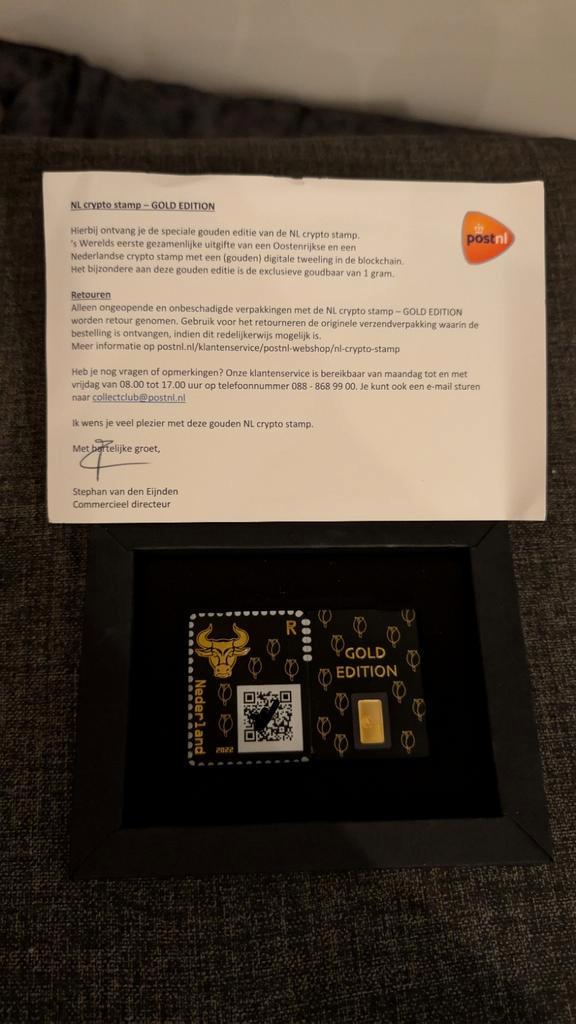 NL crypto stamp – GOLD EDITION
postnl
Hierbij ontvang je de speciale gouden editie van de NL crypto stamp.
's Werelds eerste gezamenlijke uitgifte van een Oostenrijkse en een
Nederlandse crypto stamp met een (gouden) digitale tweeling in de blockchain.
Het bijzondere aan deze gouden editie is de exclusieve goudbaar van 1 gram.
Retouren
Alleen ongeopende en onbeschadigde verpakkingen met de NL crypto stamp – GOLD EDITION
worden retour genomen. Gebruik voor het retourneren de originele verzendverpakking waarin de
bestelling is ontvangen, indien dit redelijkerwijs mogelijk is.
Meer informatie op postnl.nl/klantenservice/postnl-webshop/nl-crypto-stamp
Heb je nog vragen of opmerkingen? Onze klantenservice is bereikbaar van maandag tot en met
vrijdag van 08.00 tot 17.00 uur op telefoonnummer 088 - 868 99 00. Je kunt ook een e-mail sturen
naar collectclub@postnl.nl
Ik wens je veel plezier met deze gouden NL crypto stamp.
Met hartelijke groet,
Stephan van den Eijnden
Commercieel directeur
R
Nederland
2022
GOLD
EDITION